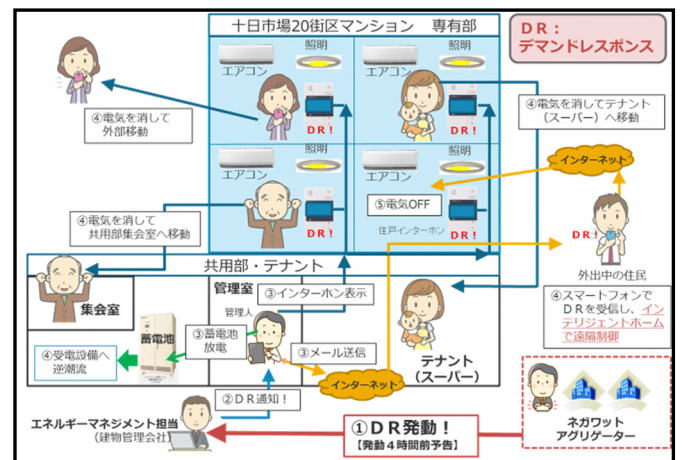 十日市場20街区マンション　専有部
DR：
デマンドレスポンス
エアコン
照明
DR！
エアコン
照明
DR！
④電気を消して
外部移動
④電気を消してテナント
（スーパー）へ移動
エアコン
照明
エアコン
照明
インターネット
⑤電気OFF
住戸インターホン
DR！
④電気を消して
共用部集会室へ移動
DR！
外出中の住民
共用部・テナント
集会室
管理室
③インターホン表示
管理人
④スマートフォンで
DRを受信し、イン
テリジェントホーム
で遠隔制御
蓄電池
③蓄電池
放電
④受電設備へ
逆潮流
③メール送信
テナント
（スーパー）
インターネット
②DR通知！
エネルギーマネジメント担当
（建物管理会社）
①DR発動！
【発動４時間前予告】
ネガワット
アグリゲーター